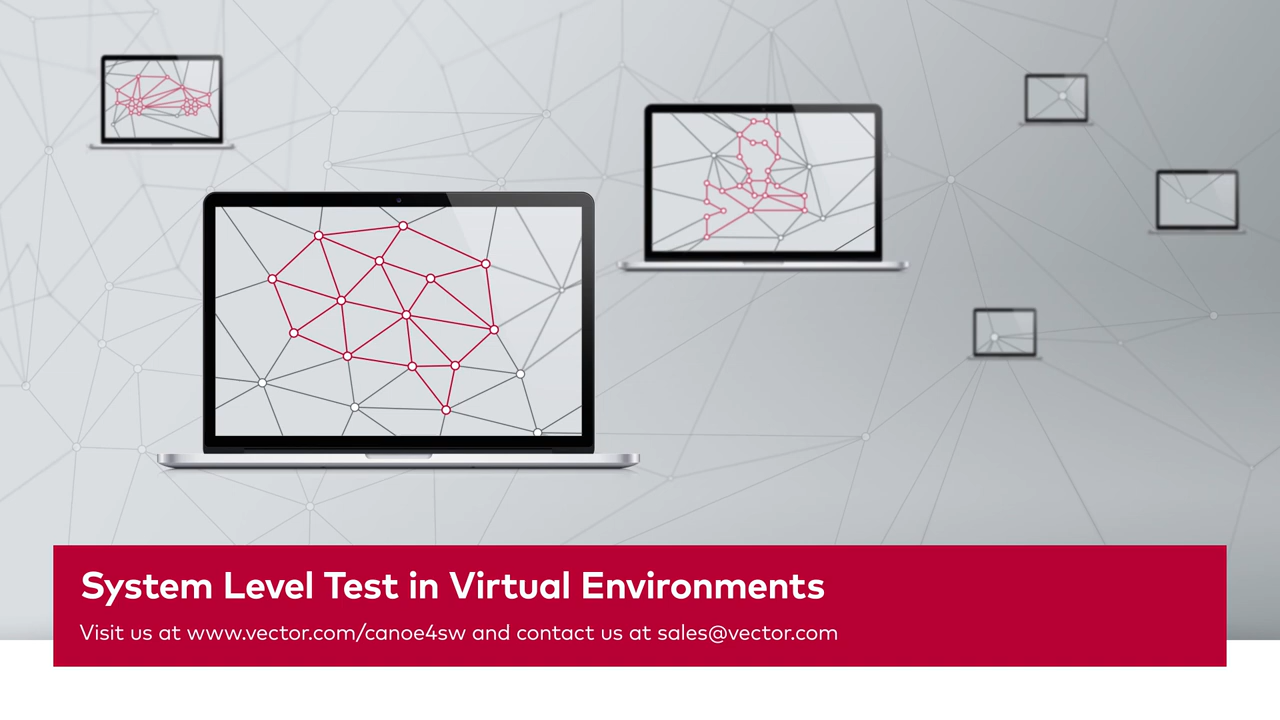 System Level Test in Virtual Environments
Visit us at www.vector.com/canoe4sw and contact us at sales@vector.com